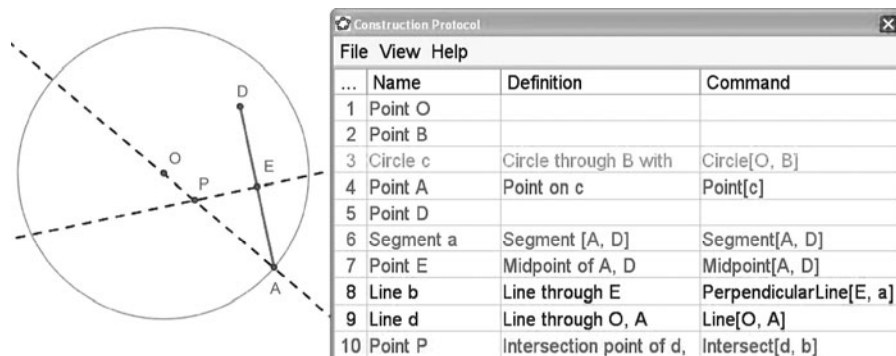 D
O
E
P
A
Construction Protocol
File View Help
... Name Definition Command
1 Point O
2 Point B
3 Circle c Circle through B with Circle[O, B]
4 Point A Point on c Point[c]
5 Point D
6 Segment a Segment [A, D] Segment[A, D]
7 Point E Midpoint of A, D Midpoint[A, D]
8 Line b Line through E PerpendicularLine[E, a]
9 Line d Line through O, A Line[O, A]
10 Point P Intersection point of d, Intersect[d, b]